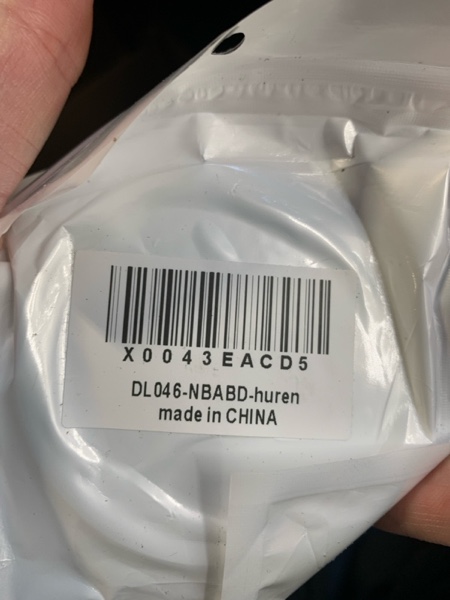 X0043EACD5
DL046-NBABD-huren
made in CHINA